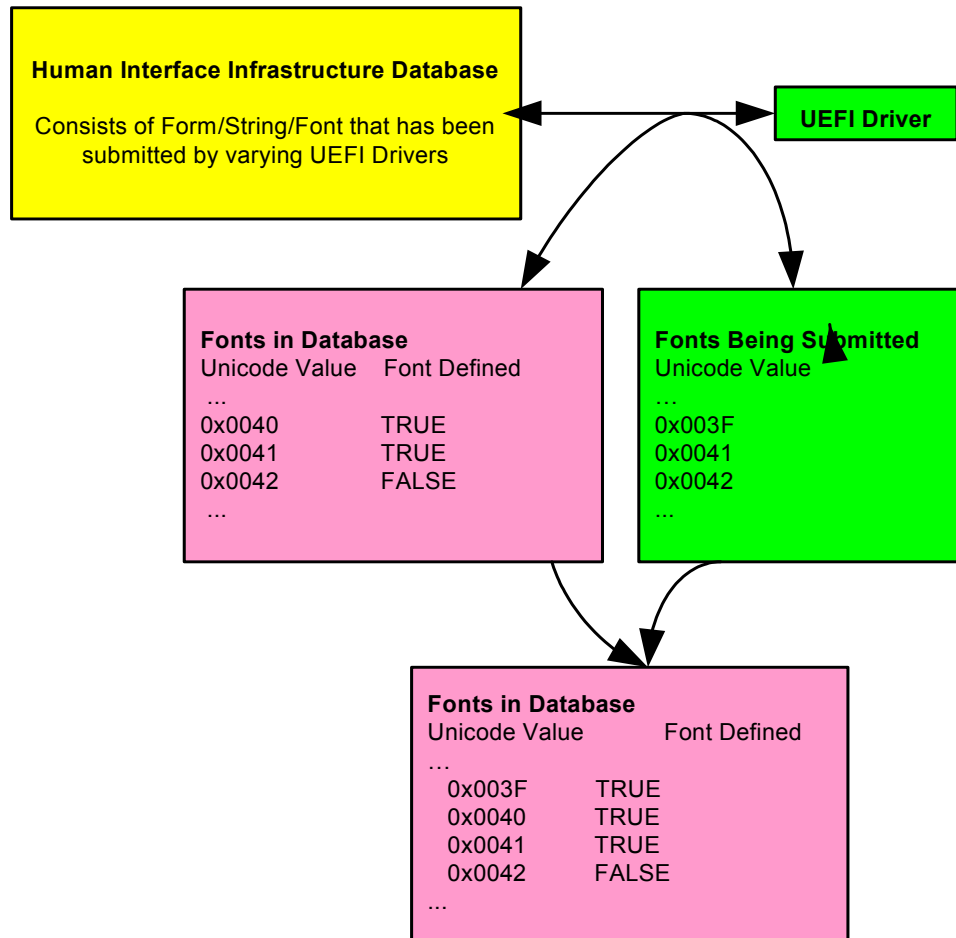 Human Interface Infrastructure Database
Consists of Form/String/Font that has been
submitted by varying UEFI Drivers
UEFI Driver
Fonts in Database
Unicode Value Font Defined
...
0x0040 TRUE
0x0041 TRUE
0x0042 FALSE
...
Fonts Being Submitted
Unicode Value
...
0x003F
0x0041
0x0042
...
Fonts in Database
Unicode Value Font Defined
...
0x003F TRUE
0x0040 TRUE
0x0041 TRUE
0x0042 FALSE
...